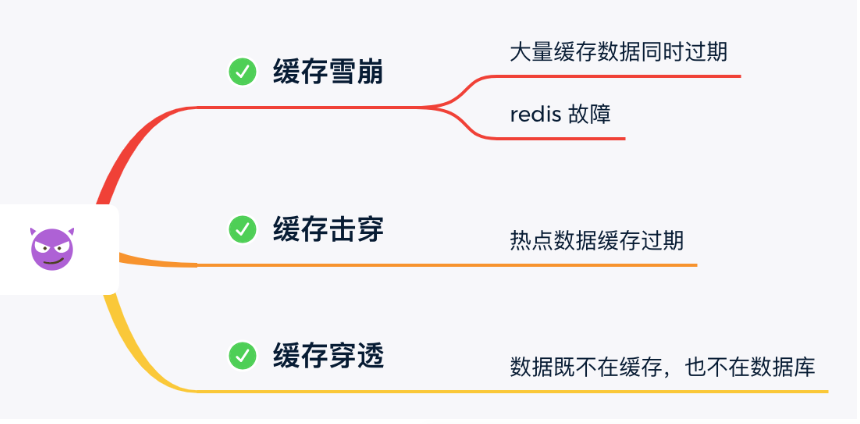 缓存雪崩
大量缓存数据同时过期
redis 故障
缓存击穿
热点数据缓存过期
缓存穿透
数据既不在缓存，也不在数据库